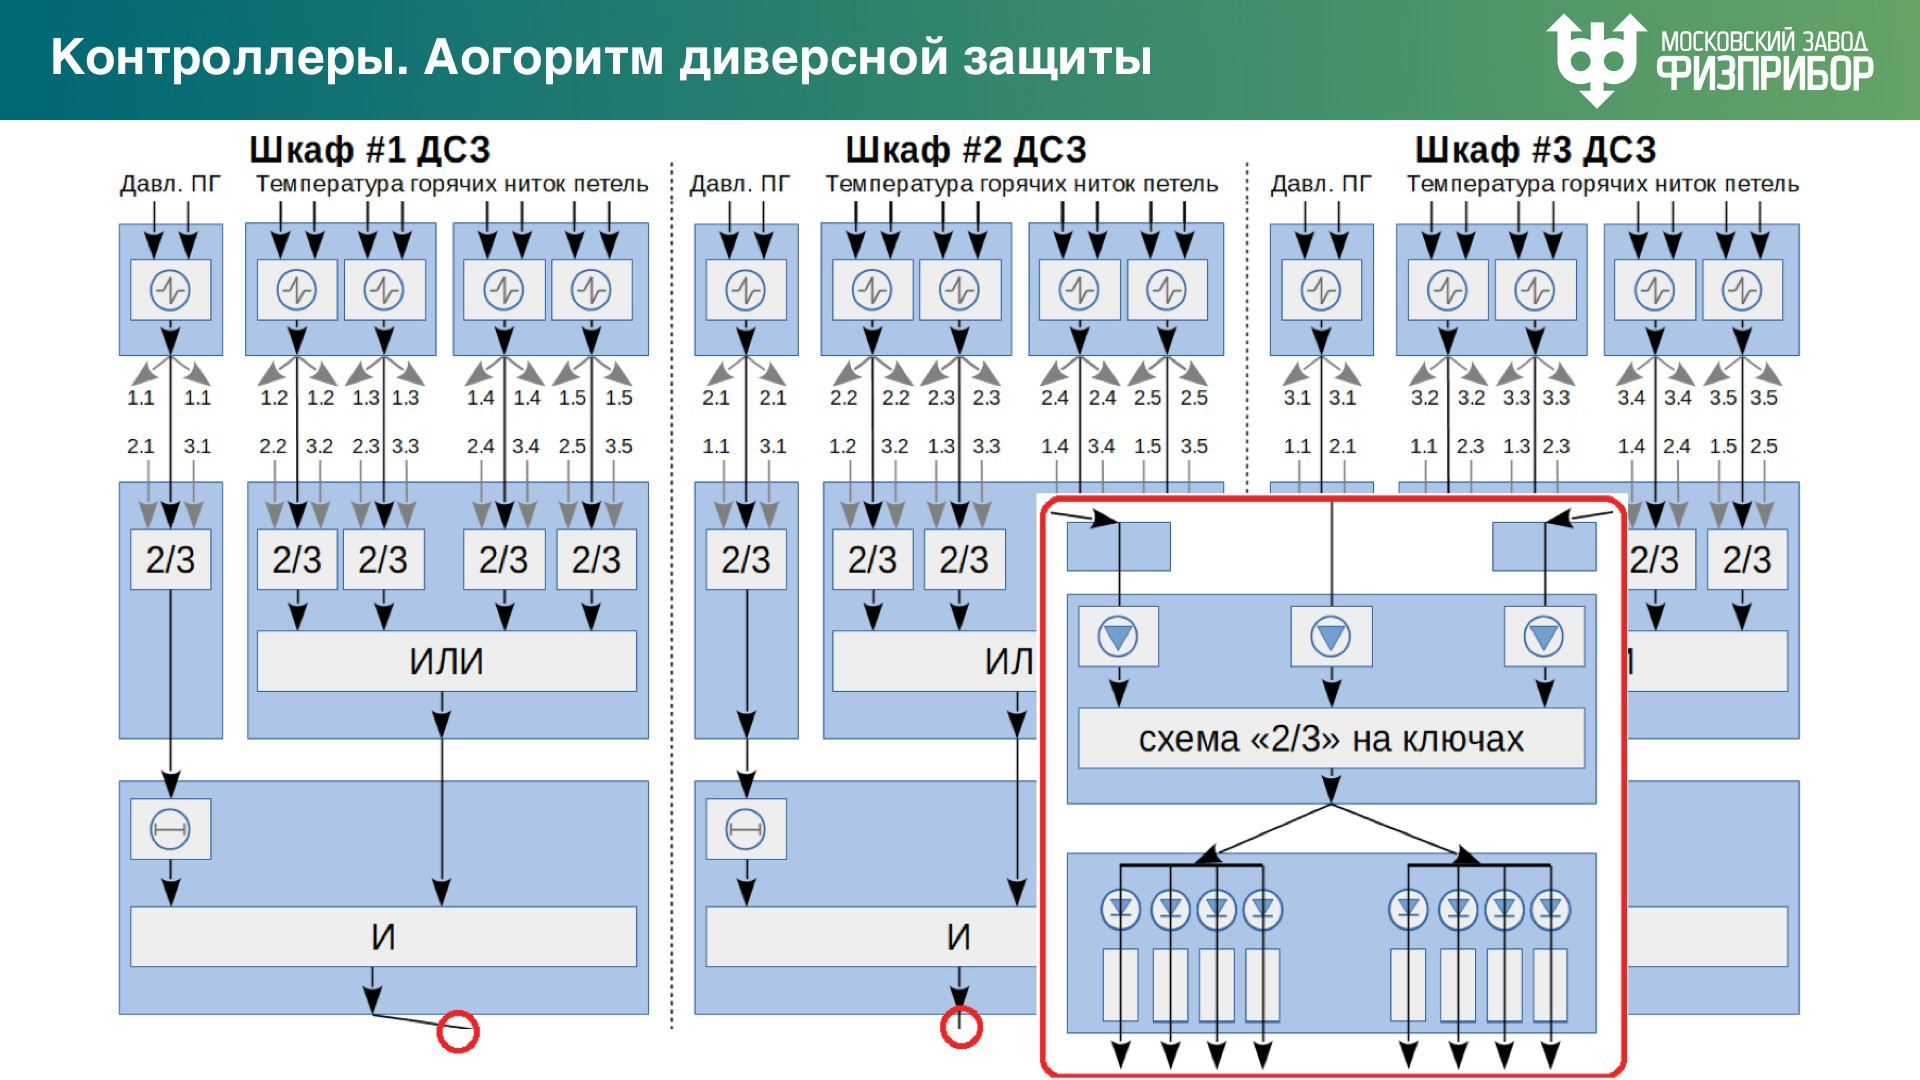 Контроллеры. Аогоритм диверсной защиты
МОСКОВСКИЙ ЗАВОД
ФИЗПРИБОР
Шкаф #1 ДСЗ
Шкаф #2 ДСЗ
Шкаф #3 ДСЗ
Давл. ПГ
Температура горячих ниток петель
Давл. ПГ
Температура горячих ниток петель
Давл. ПГ
Температура горячих ниток петель
1.1 1.1 1.2 1.2 1.3 1.3 1.4 1.4 1.5 1.5
2.1 2.1 2.2 2.2 2.3 2.3 2.4 2.4 2.5 2.5
3.1 3.1 3.2 3.2 3.3 3.3 3.4 3.4 3.5 3.5
2.1 3.1 2.2 3.2 2.3 3.3 2.4 3.4 2.5 3.5
1.1 3.1 1.2 3.2 1.3 3.3 1.4 3.4 1.5 3.5
1.1 2.1 1.1 2.3 1.3 2.3 1.4 2.4 1.5 2.5
2/3 2/3 2/3 2/3 2/3
2/3 2/3 2/3
2/3 2/3
ИЛИ
ИЛ
схема «2/3» на ключах
И
И